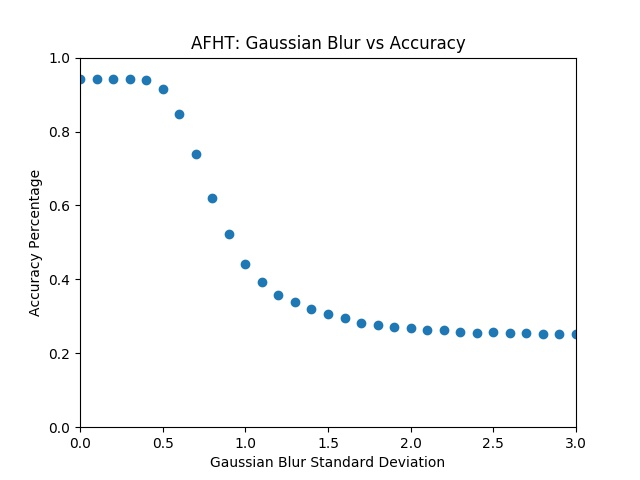 AFHT: Gaussian Blur vs Accuracy
1.0
0.8
0.6
0.4
0.2
0.0
Accuracy Percentage
0.0 0.5 1.0 1.5 2.0 2.5 3.0
Gaussian Blur Standard Deviation